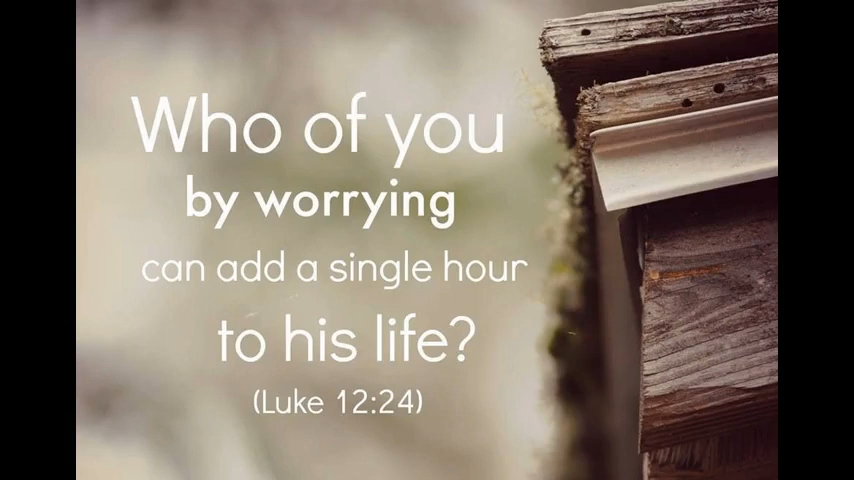 Who of you
by worrying
can add a single hour
to his life?
(Luke 12:24)